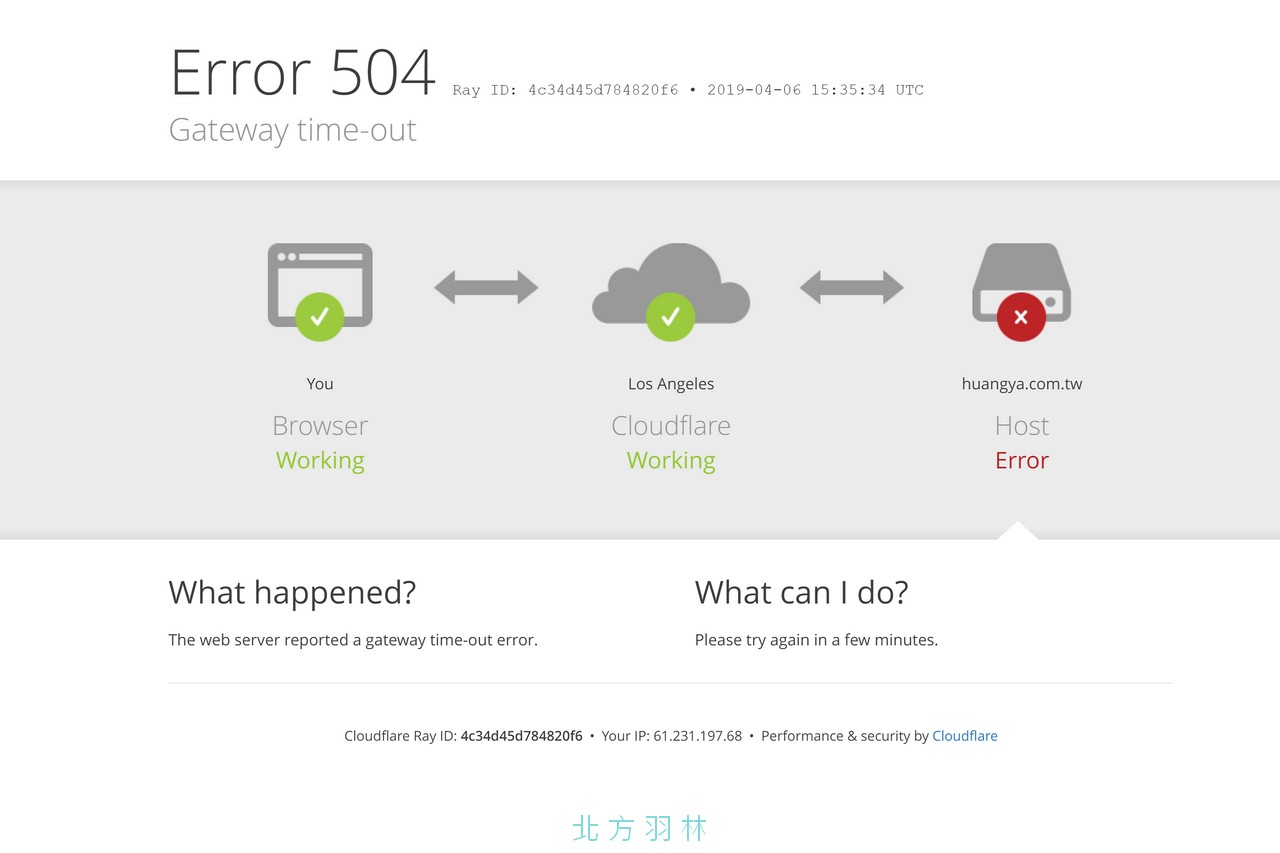 Error 504 Ray ID: 4c34d45d784820f6 • 2019-04-06 15:35:34 UTC
Gateway time-out
You
Browser
Working
Los Angeles
Cloudflare
Working
huangya.com.tw
Host
Error
What happened?
The web server reported a gateway time-out error.
What can I do?
Please try again in a few minutes.
Cloudflare Ray ID: 4c34d45d784820f6 • Your IP: 61.231.197.68 • Performance & security by Cloudflare
北方羽林